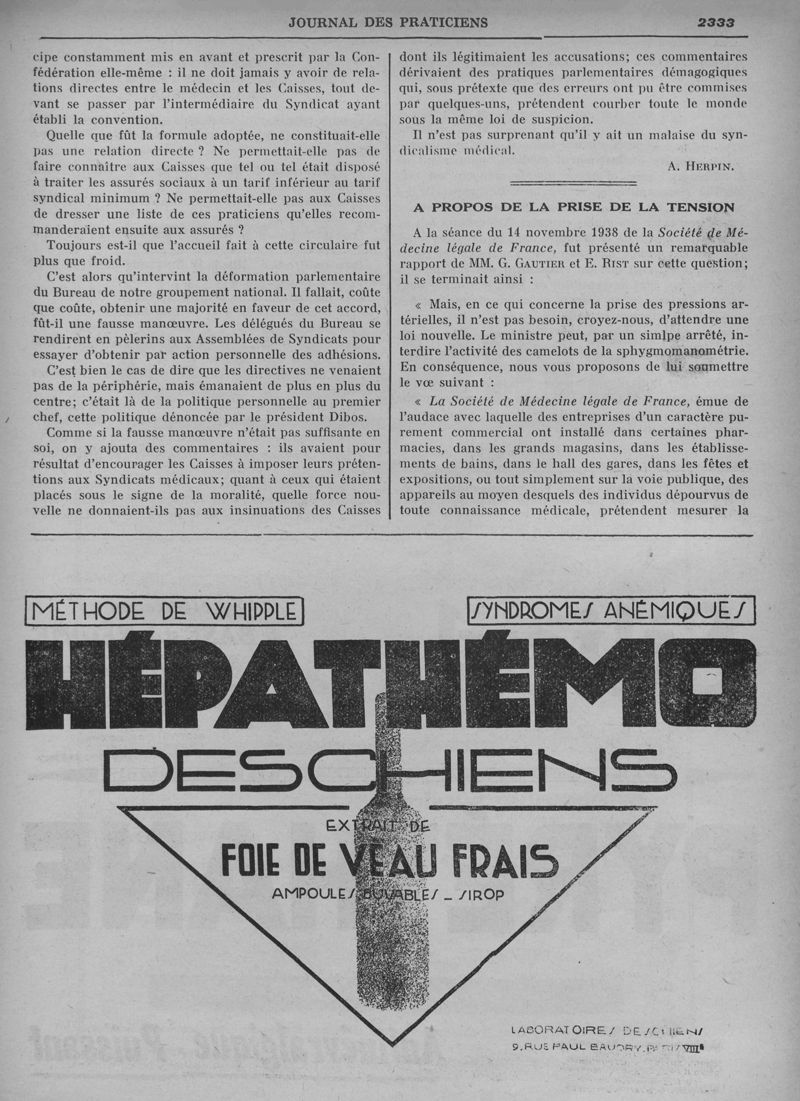 JOURNAL DES PRATICIENS 2333
cipe constamment mis en avant et prescrit par la Con-
fédération elle-même : il ne doit jamais y avoir de rela-
tions directes entre le médecin et les Caisses, tout de-
vant se passer par l'intermédiaire du Syndicat ayant
établi la convention.
Quelle que fût la formule adoptée, ne constituait-elle
pas une relation directe ? Ne permettait-elle pas de
faire connaître aux Caisses que tel ou tel était disposé
à traiter les assurés sociaux à un tarif inférieur au tarif
syndical minimum ? Ne permettait-elle pas aux Caisses
de dresser une liste de ces praticiens qu'elles recom-
manderaient ensuite aux assurés ?
Toujours est-il que l'accueil fait à cette circulaire fut
plus que froid.
C'est alors qu'intervint la déformation parlementaire
du Bureau de notre groupement national. Il fallait, coûte
que coûte, obtenir une majorité en faveur de cet accord,
fût-il une fausse manœuvre. Les délégués du Bureau se
rendirent en pèlerins aux Assemblées de Syndicats pour
essayer d'obtenir par action personnelle des adhésions.
C'est bien le cas de dire que les directives ne venaient
pas de la périphérie, mais émanaient de plus en plus du
centre; c'était là de la politique personnelle au premier
chef, cette politique dénoncée par le président Dibos.
Comme si la fausse manœuvre n'était pas suffisante en
soi, on y ajouta des commentaires : ils avaient pour
résultat d'encourager les Caisses à imposer leurs préten-
tions aux Syndicats médicaux; quant à ceux qui étaient
placés sous le signe de la moralité, quelle force nou-
velle ne donnaient-ils pas aux insinuations des Caisses
dont ils légitimaient les accusations; ces commentaires
dérivaient des pratiques parlementaires démagogiques
qui, sous prétexte que des erreurs ont pu être commises
par quelques-uns, prétendent courber toute le monde
sous la même loi de suspicion.
Il n'est pas surprenant qu'il y ait un malaise du syn-
dicalisme médical.
A. HERPIN.
A PROPOS DE LA PRISE DE LA TENSION
A la séance du 14 novembre 1938 de la Société de Mé-
decine légale de France, fut présenté un remarquable
rapport de MM. G. GAUTIER et E. RIST sur cette question;
il se terminait ainsi :
« Mais, en ce qui concerne la prise des pressions ar-
térielles, il n'est pas besoin, croyez-nous, d'attendre une
loi nouvelle. Le ministre peut, par un simlpe arrêté, in-
terdire l'activité des camelots de la sphygmomanométrie.
En conséquence, nous vous proposons de lui soumettre
le vœ suivant :
« La Société de Médecine légale de France, émue de
l'audace avec laquelle des entreprises d'un caractère pu-
rement commercial ont installé dans certaines phar-
macies, dans les grands magasins, dans les établisse-
ments de bains, dans le hall des gares, dans les fêtes et
expositions, ou tout simplement sur la voie publique, des
appareils au moyen desquels des individus dépourvus de
toute connaissance médicale, prétendent mesurer la
MÉTHODE DE WHIPPLE
SYNDROMES ANÉMIQUES
HÉPATHÉMO
DESCHIENS
EXTRAIT DE
FOIE DE VEAU FRAIS
AMPOULES BUVABLES _ SIROP
LABORATOIRES DESCHIENS
9, RUE PAUL BAUDRY, PARIS VIIIe